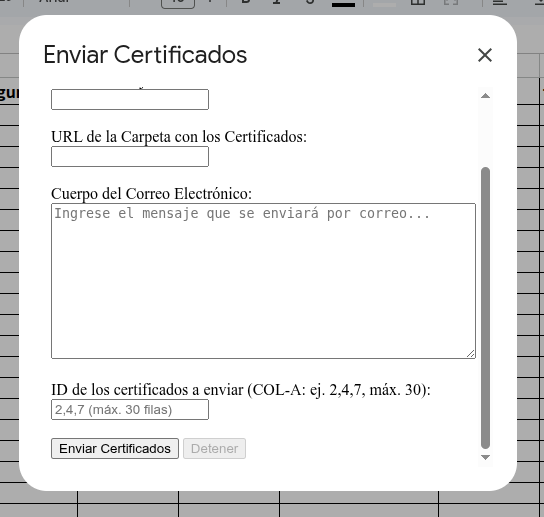 Enviar Certificados
URL de la Carpeta con los Certificados:
Cuerpo del Correo Electrónico:
Ingrese el mensaje que se enviará por correo...
ID de los certificados a enviar (COL-A: ej. 2,4,7, máx. 30):
2,4,7 (máx. 30 filas)
Enviar Certificados Detener